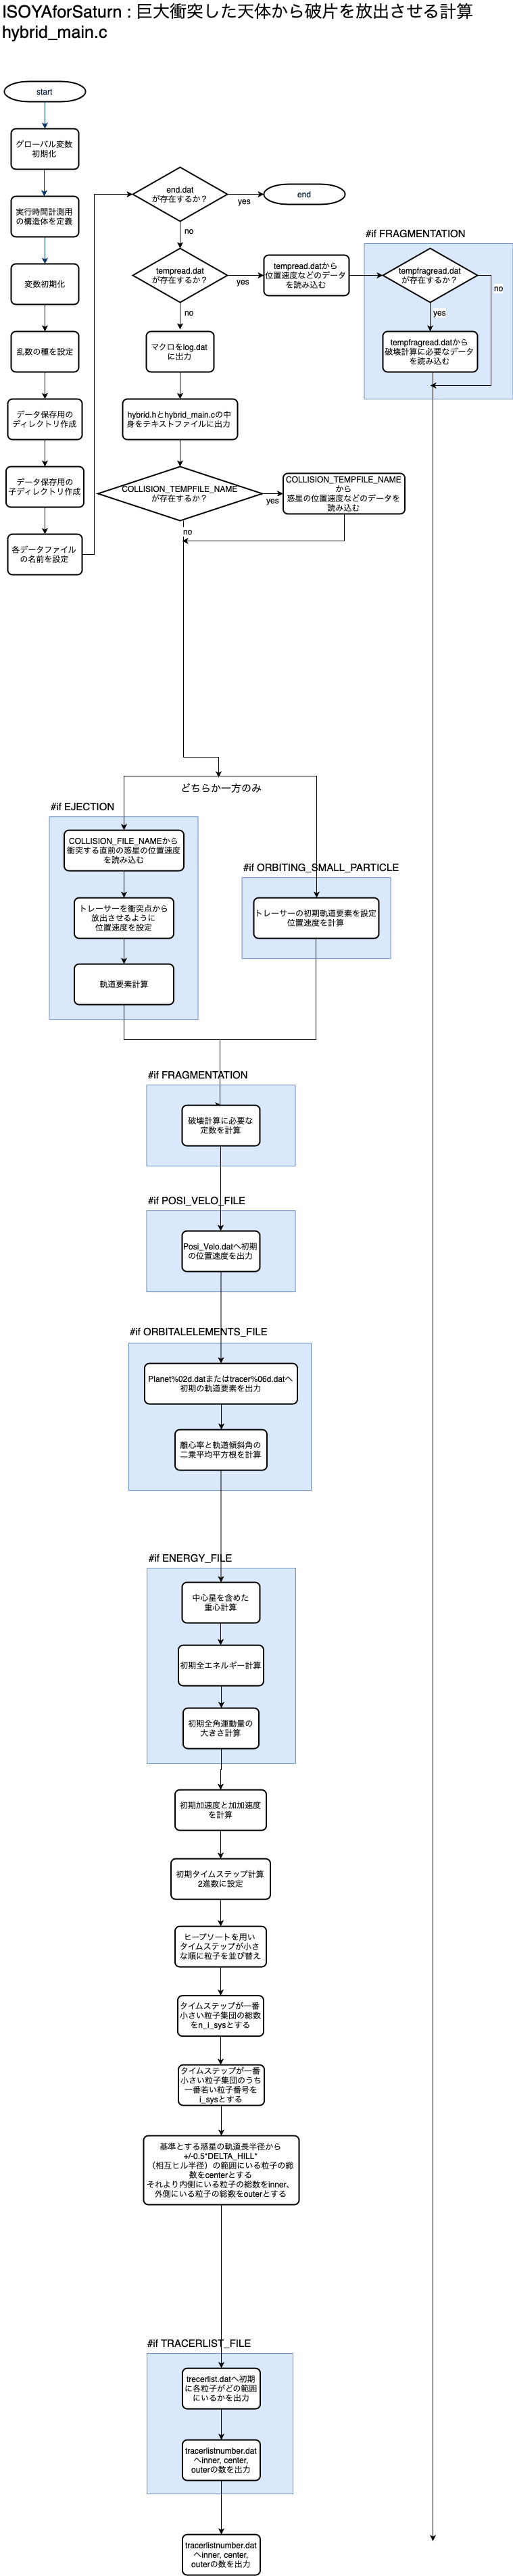 ISOYAforSaturn : 巨大衝突した天体から破片を放出させる計算
hybrid_main.c
start
グローバル変数
初期化
実行時間計測用
の構造体を定義
変数初期化
乱数の種を設定
データ保存用の
ディレクトリ作成
データ保存用の
子ディレクトリ作成
各データファイル
の名前を設定
end.dat
が存在するか？
yes
end
no
tempread.dat
が存在するか？
yes
tempread.datから
位置速度などのデータ
を読み込む
#if FRAGMENTATION
tempfragread.dat
が存在するか？
no
yes
tempfragread.datから
破壊計算に必要なデータ
を読み込む
no
マクロをlog.dat
に出力
hybrid.hとhybrid_main.cの中
身をテキストファイルに出力
COLLISION_TEMPFILE_NAME
が存在するか？
yes
COLLISION_TEMPFILE_NAME
から
惑星の位置速度などのデータを
読み込む
no
どちらか一方のみ
#if EJECTION
COLLISION_FILE_NAMEから
衝突する直前の惑星の位置速度
を読み込む
トレーサーを衝突点から
放出させるように
位置速度を設定
軌道要素計算
#if ORBITING_SMALL_PARTICLE
トレーサーの初期軌道要素を設定
位置速度を計算
#if FRAGMENTATION
破壊計算に必要な
定数を計算
#if POSI_VELO_FILE
Posi_Velo.datへ初期
の位置速度を出力
#if ORBITALELEMENTS_FILE
Planet%02d.datまたはtracer%06d.datへ
初期の軌道要素を出力
離心率と軌道傾斜角の
二乗平均平方根を計算
#if ENERGY_FILE
中心星を含めた
重心計算
初期全エネルギー計算
初期全角運動量の
大きさ計算
初期加速度と加加速度
を計算
初期タイムステップ計算
2進数に設定
ヒープソートを用い
タイムステップが小さ
な順に粒子を並び替え
タイムステップが一番
小さい粒子集団の総数
をn_i_sysとする
タイムステップが一番
小さい粒子集団のうち
一番若い粒子番号を
i_sysとする
基準とする惑星の軌道長半径から
+/-0.5*DELTA_HILL*
（相互ヒル半径）の範囲にいる粒子の総
数をcenterとする
それより内側にいる粒子の総数をinner、
外側にいる粒子の総数をouterとする
#if TRACERLIST_FILE
trecerlist.datへ初期
に各粒子がどの範囲
にいるかを出力
tracerlistnumber.dat
へinner, center,
outerの数を出力
tracerlistnumber.dat
へinner, center,
outerの数を出力